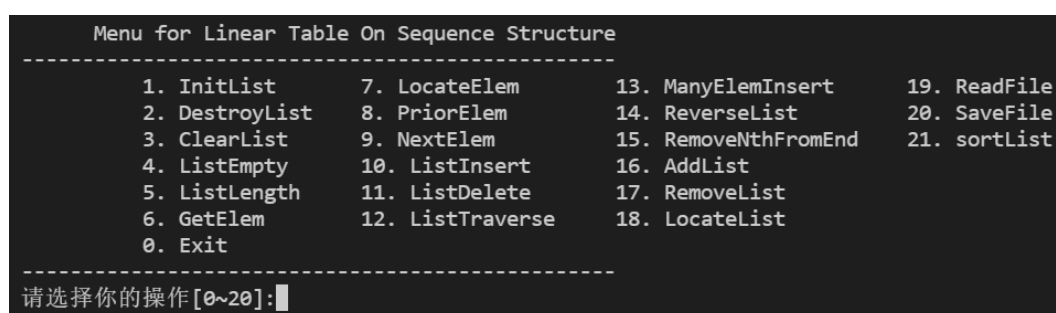 Menu for Linear Table On Sequence Structure
-------------------------------------------------
1. InitList 7. LocateElem 13. ManyElemInsert 19. ReadFile
2. DestroyList 8. PriorElem 14. ReverseList 20. SaveFile
3. ClearList 9. NextElem 15. RemoveNthFromEnd 21. sortList
4. ListEmpty 10. ListInsert 16. AddList
5. ListLength 11. ListDelete 17. RemoveList
6. GetElem 12. ListTraverse 18. LocateList
0. Exit
-------------------------------------------------
请选择你的操作[0~20]: